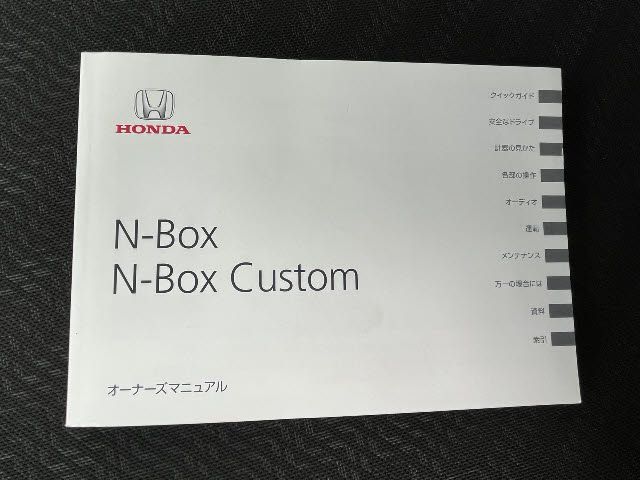 HONDA
N-Box
N-Box Custom
オーナーズマニュアル
クイックガイド
安全なドライブ
計器の見かた
各部の操作
オーディオ
運転
メンテナンス
万一の場合には
資料
索引